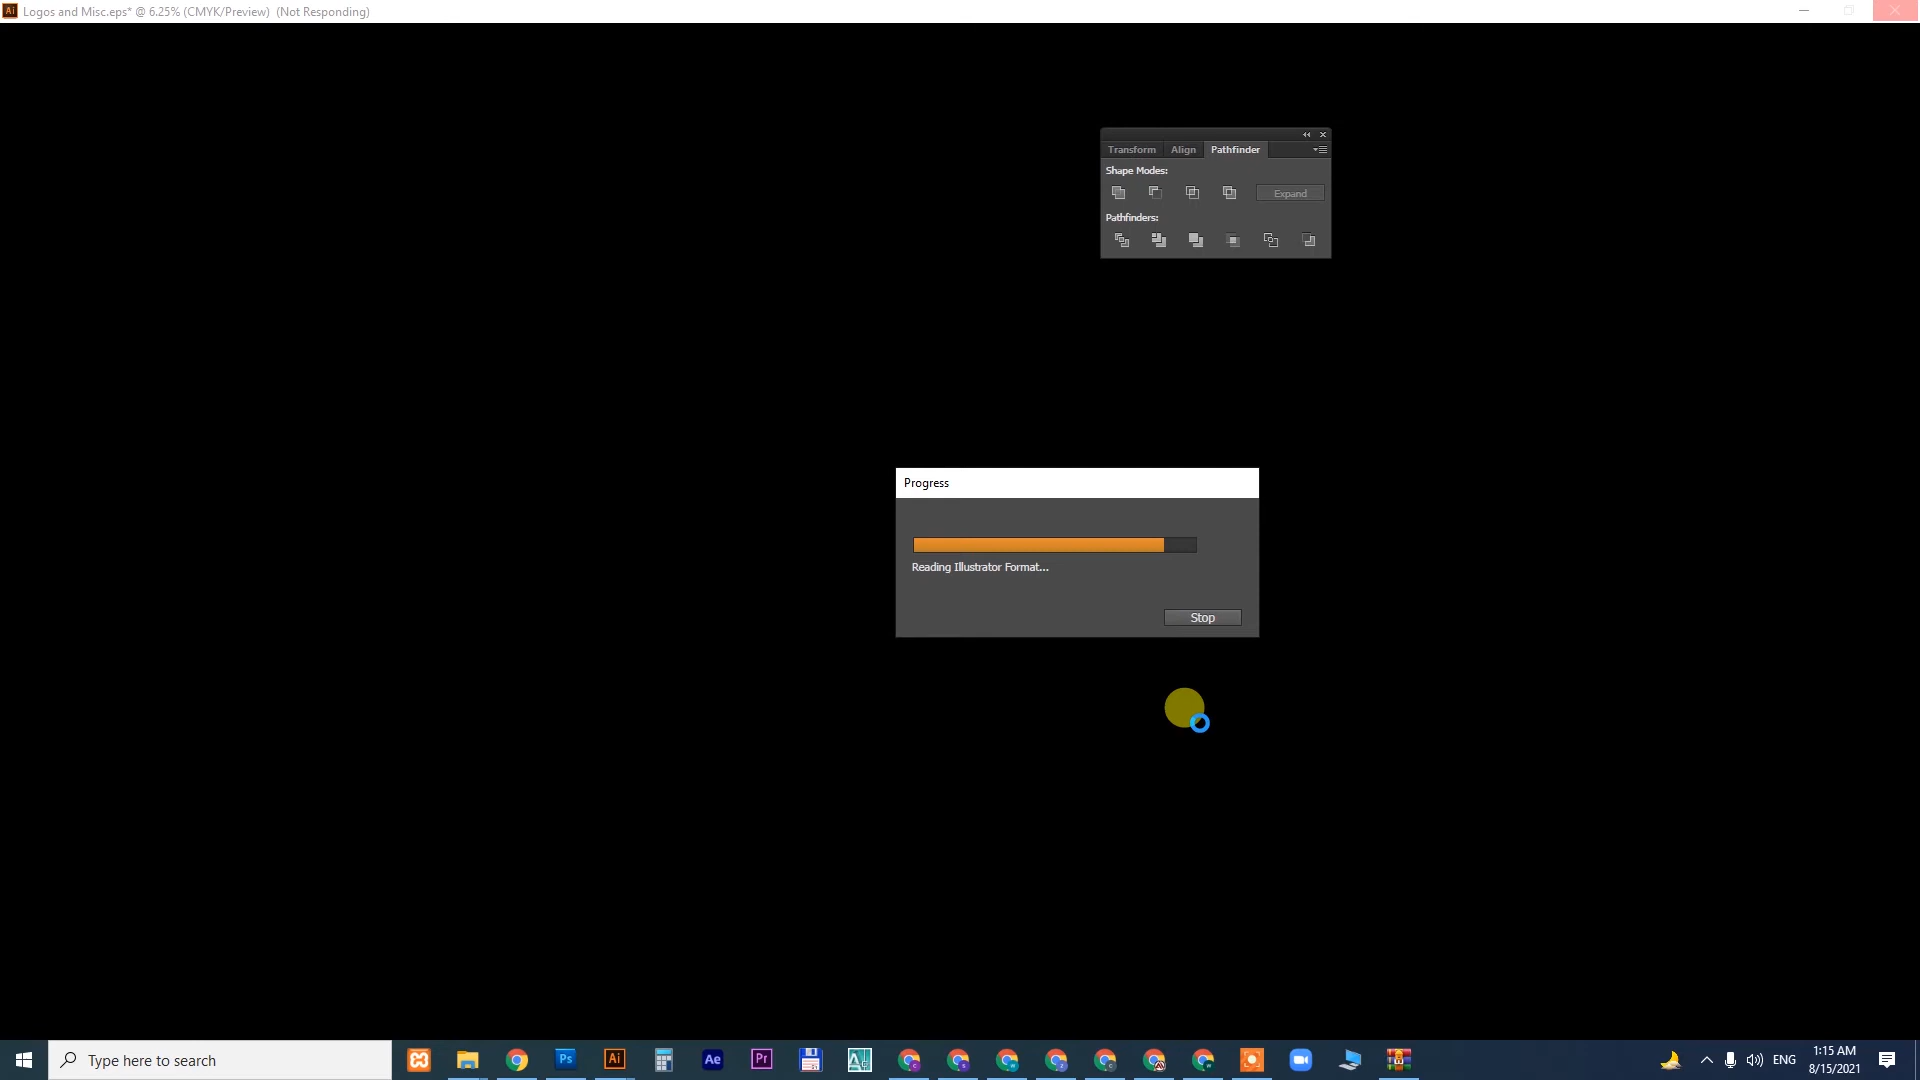 Ai Logos and Misc.eps* @ 6.25% (CMYK/Preview) (Not Responding)
Transform Align Pathfinder
Shape Modes:
Expand
Pathfinders:
Progress
Reading Illustrator Format...
Stop
Type here to search
Ps
Ai
Ae
Pr
ENG
1:15 AM
8/15/2021